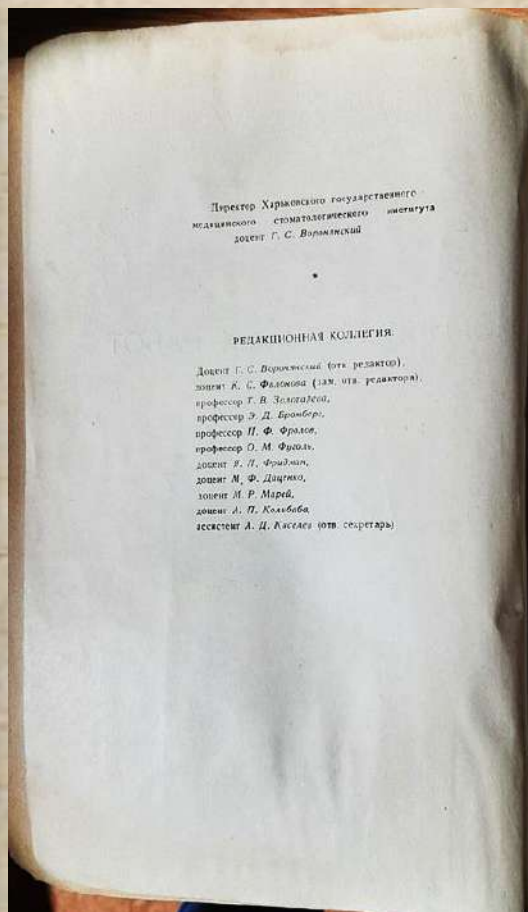 Директор Харьковского государственного
медицинского стоматологического института
доцент Г. С. Воронянский
*
РЕДАКЦИОННАЯ КОЛЛЕГИЯ:
Доцент Г. С. Воронянский (отв. редактор),
доцент К. С. Филонова (зам. отв. редактора),
профессор Т. В. Золотарева,
профессор Э. Д. Бромберг,
профессор П. Ф. Фролов,
профессор О. М. Фуголь,
доцент Я. Л. Фридман,
доцент М. Ф. Даценко,
доцент М. Р. Марей,
доцент А. П. Кольбаба,
ассистент А. Ц. Киселев (отв. секретарь)